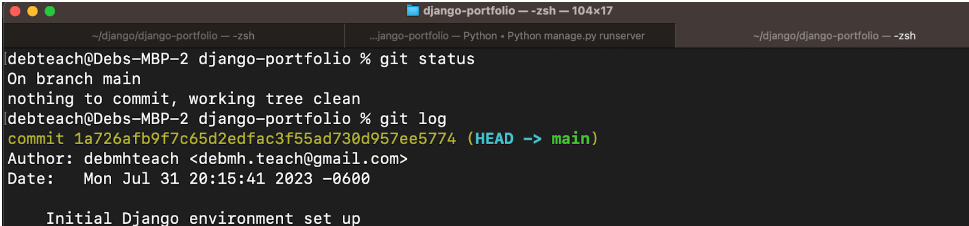 django-portfolio — -zsh — 104×17
~/django/django-portfolio — -zsh
...jango-portfolio — Python • Python manage.py runserver
~/django/django-portfolio — -zsh
[debteach@Debs-MBP-2 django-portfolio % git status
On branch main
nothing to commit, working tree clean
[debteach@Debs-MBP-2 django-portfolio % git log
commit 1a726afb9f7c65d2edfac3f55ad730d957ee5774 (HEAD -> main)
Author: debmhteach <debmh.teach@gmail.com>
Date:   Mon Jul 31 20:15:41 2023 -0600
    Initial Django environment set up